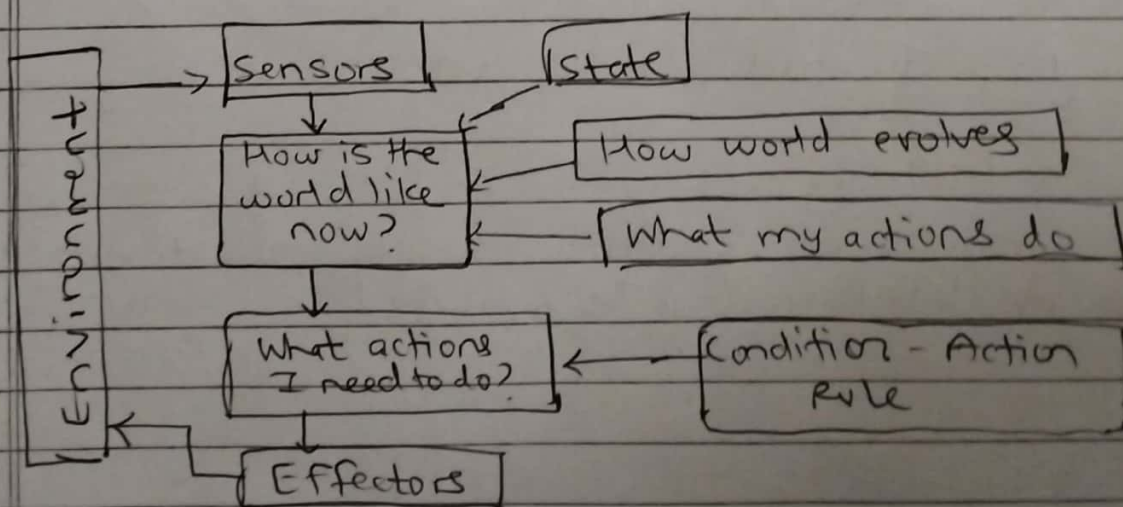 Sensors
State
Environment
How is the
world like
now?
How world evolves
What my actions do
What actions
I need to do?
Condition - Action
Rule
Effectors